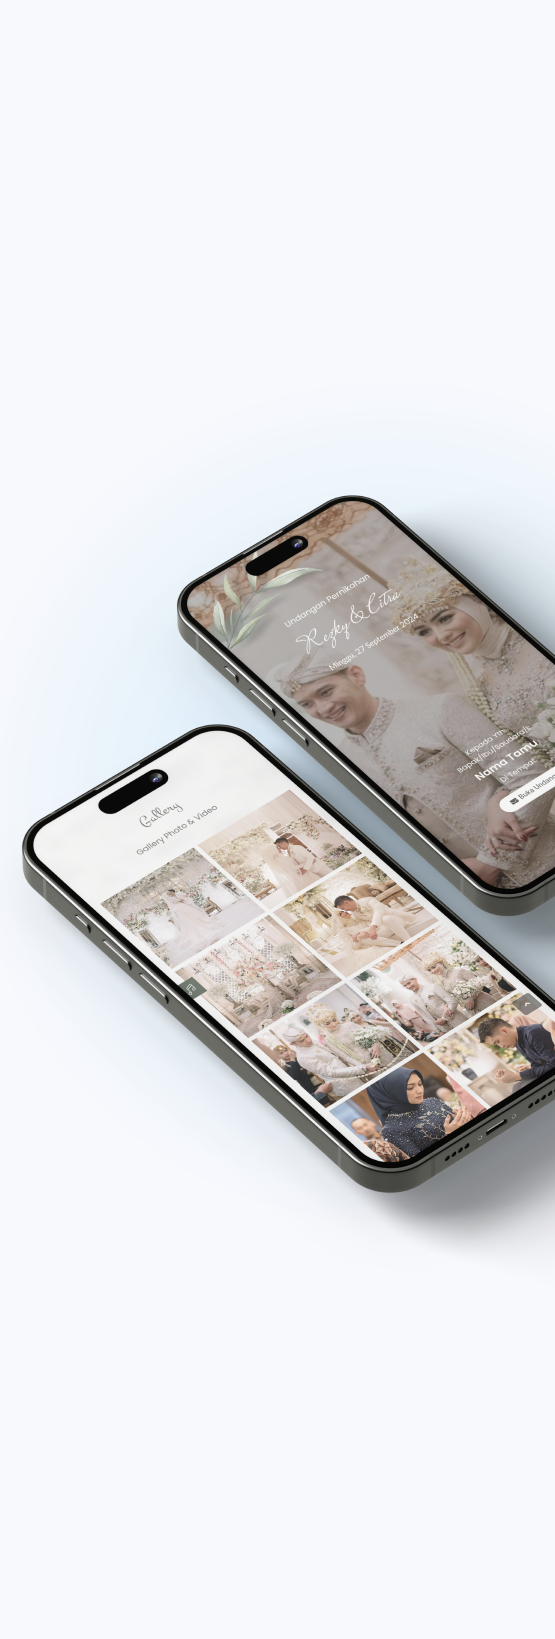 Undangan Pernikahan
Rezky & Citra
Minggu, 27 September 2024
Kepada Yth.
Bapak/Ibu/Saudara/i,
Nama Tamu
Di Tempat
Buka Undang
Gallery
Gallery Photo & Video